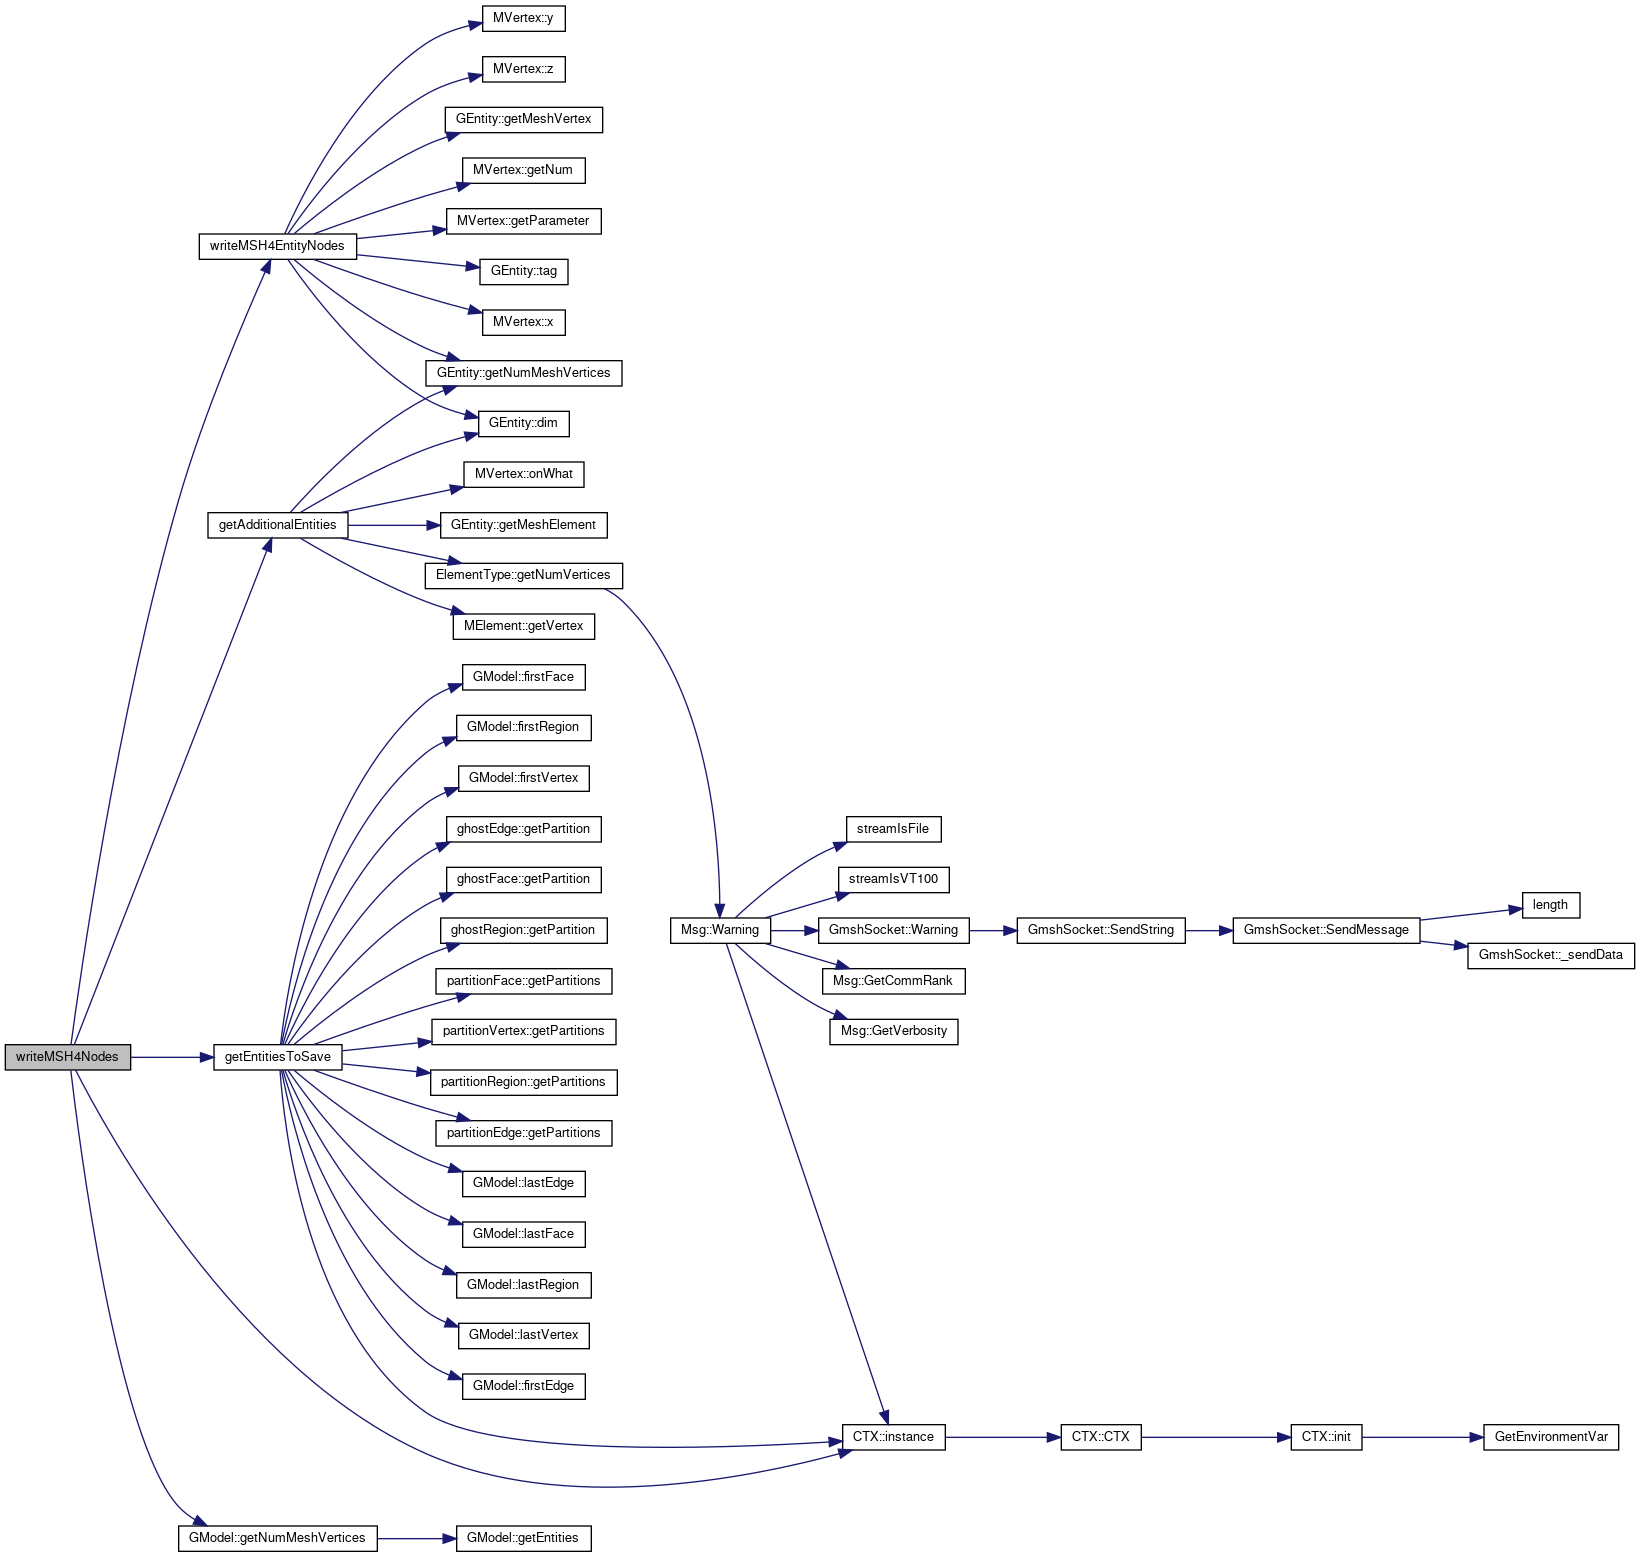 MVertex::y
MVertex::z
GEntity::getMeshVertex
MVertex::getNum
MVertex::getParameter
writeMSH4EntityNodes
GEntity::tag
MVertex::x
GEntity::getNumMeshVertices
GEntity::dim
MVertex::onWhat
getAdditionalEntities
GEntity::getMeshElement
ElementType::getNumVertices
MElement::getVertex
GModel::firstFace
GModel::firstRegion
GModel::firstVertex
ghostEdge::getPartition
streamIsFile
ghostFace::getPartition
streamIsVT100
length
ghostRegion::getPartition
Msg::Warning
GmshSocket::Warning
GmshSocket::SendString
GmshSocket::SendMessage
GmshSocket::_sendData
partitionFace::getPartitions
Msg::GetCommRank
partitionVertex::getPartitions
Msg::GetVerbosity
writeMSH4Nodes
getEntitiesToSave
partitionRegion::getPartitions
partitionEdge::getPartitions
GModel::lastEdge
GModel::lastFace
GModel::lastRegion
GModel::lastVertex
GModel::firstEdge
CTX::instance
CTX::CTX
CTX::init
GetEnvironmentVar
GModel::getNumMeshVertices
GModel::getEntities